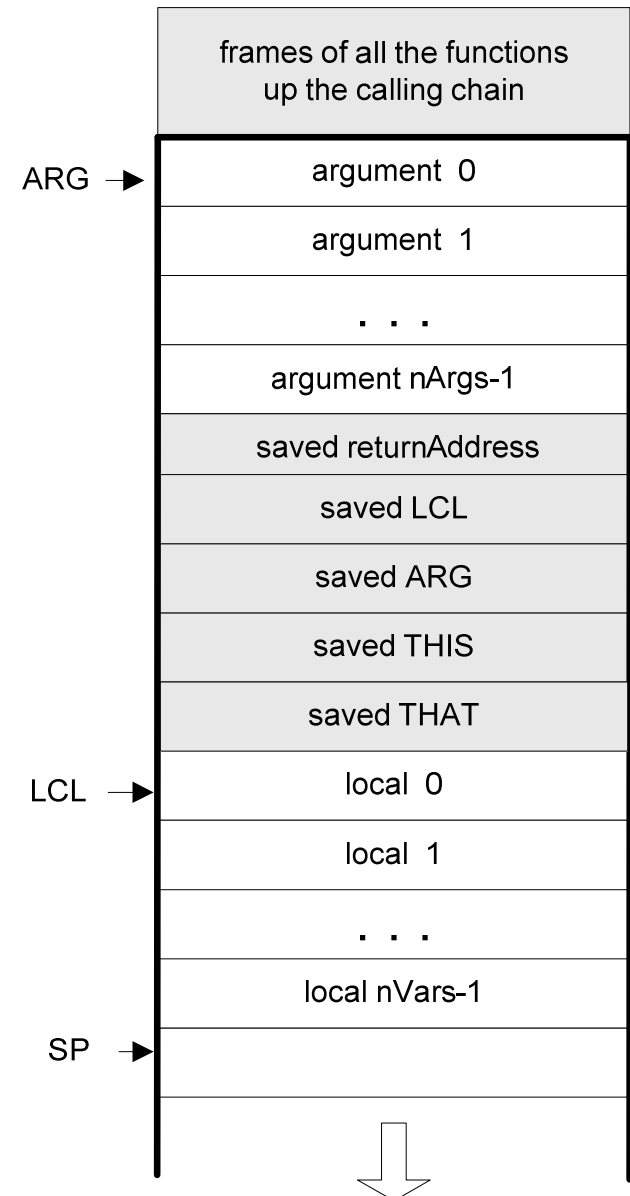 frames of all the functions
up the calling chain
ARG
argument 0
argument 1
. . .
argument nArgs-1
saved returnAddress
saved LCL
saved ARG
saved THIS
saved THAT
LCL
local 0
local 1
. . .
local nVars-1
SP